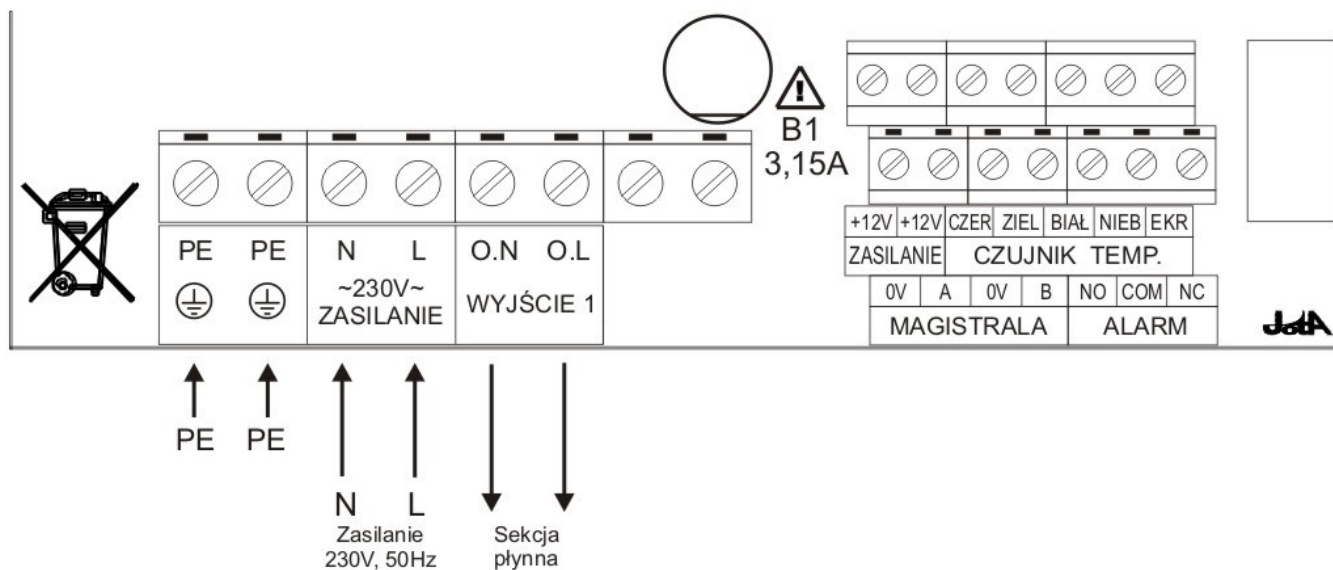 B1
3,15A
PE PE N L O.N O.L
~230V~
ZASILANIE
WYJŚCIE 1
+12V +12V CZER ZIEL BIAŁ NIEB EKR
ZASILANIE CZUJNIK TEMP.
0V A 0V B NO COM NC
MAGISTRALA ALARM
JotA
PE PE
N L
Zasilanie
230V, 50Hz
Sekcja
płynna